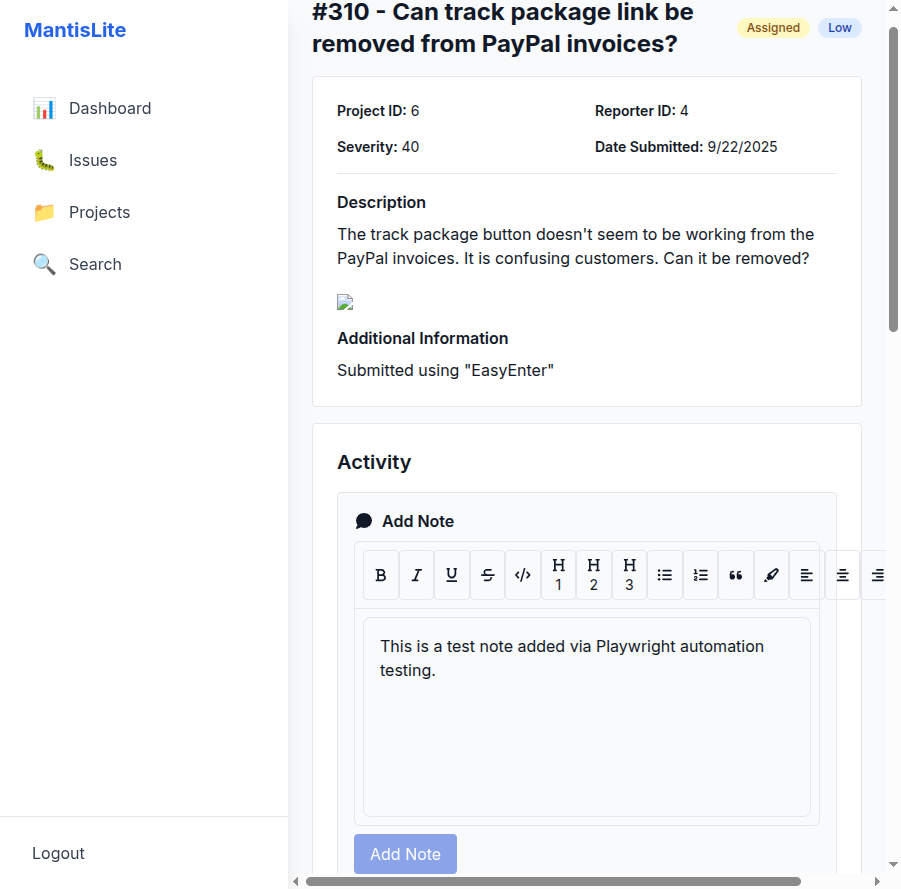 MantisLite
Dashboard
Issues
Projects
Search
Logout
#310 - Can track package link be
removed from PayPal invoices?
Assigned
Low
Project ID: 6
Reporter ID: 4
Severity: 40
Date Submitted: 9/22/2025
Description
The track package button doesn't seem to be working from the
PayPal invoices. It is confusing customers. Can it be removed?
Additional Information
Submitted using "EasyEnter"
Activity
Add Note
B I U S </> H1 H2 H3
This is a test note added via Playwright automation
testing.
Add Note